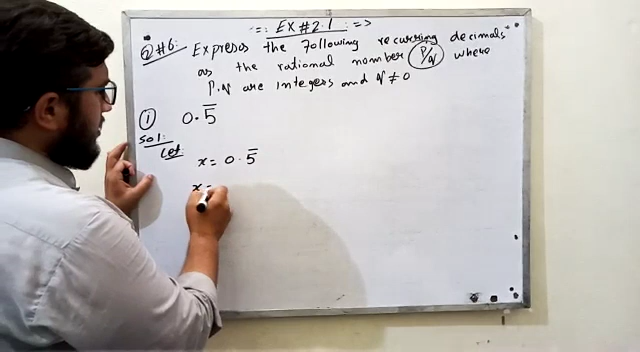 -=: EX#2.1 :=>
Q#6: Express the following recurring decimals
as the rational number P/q where
P,q are integers and q≠0
① 0.5̅
Sol:
Let
x = 0.5̅
x =